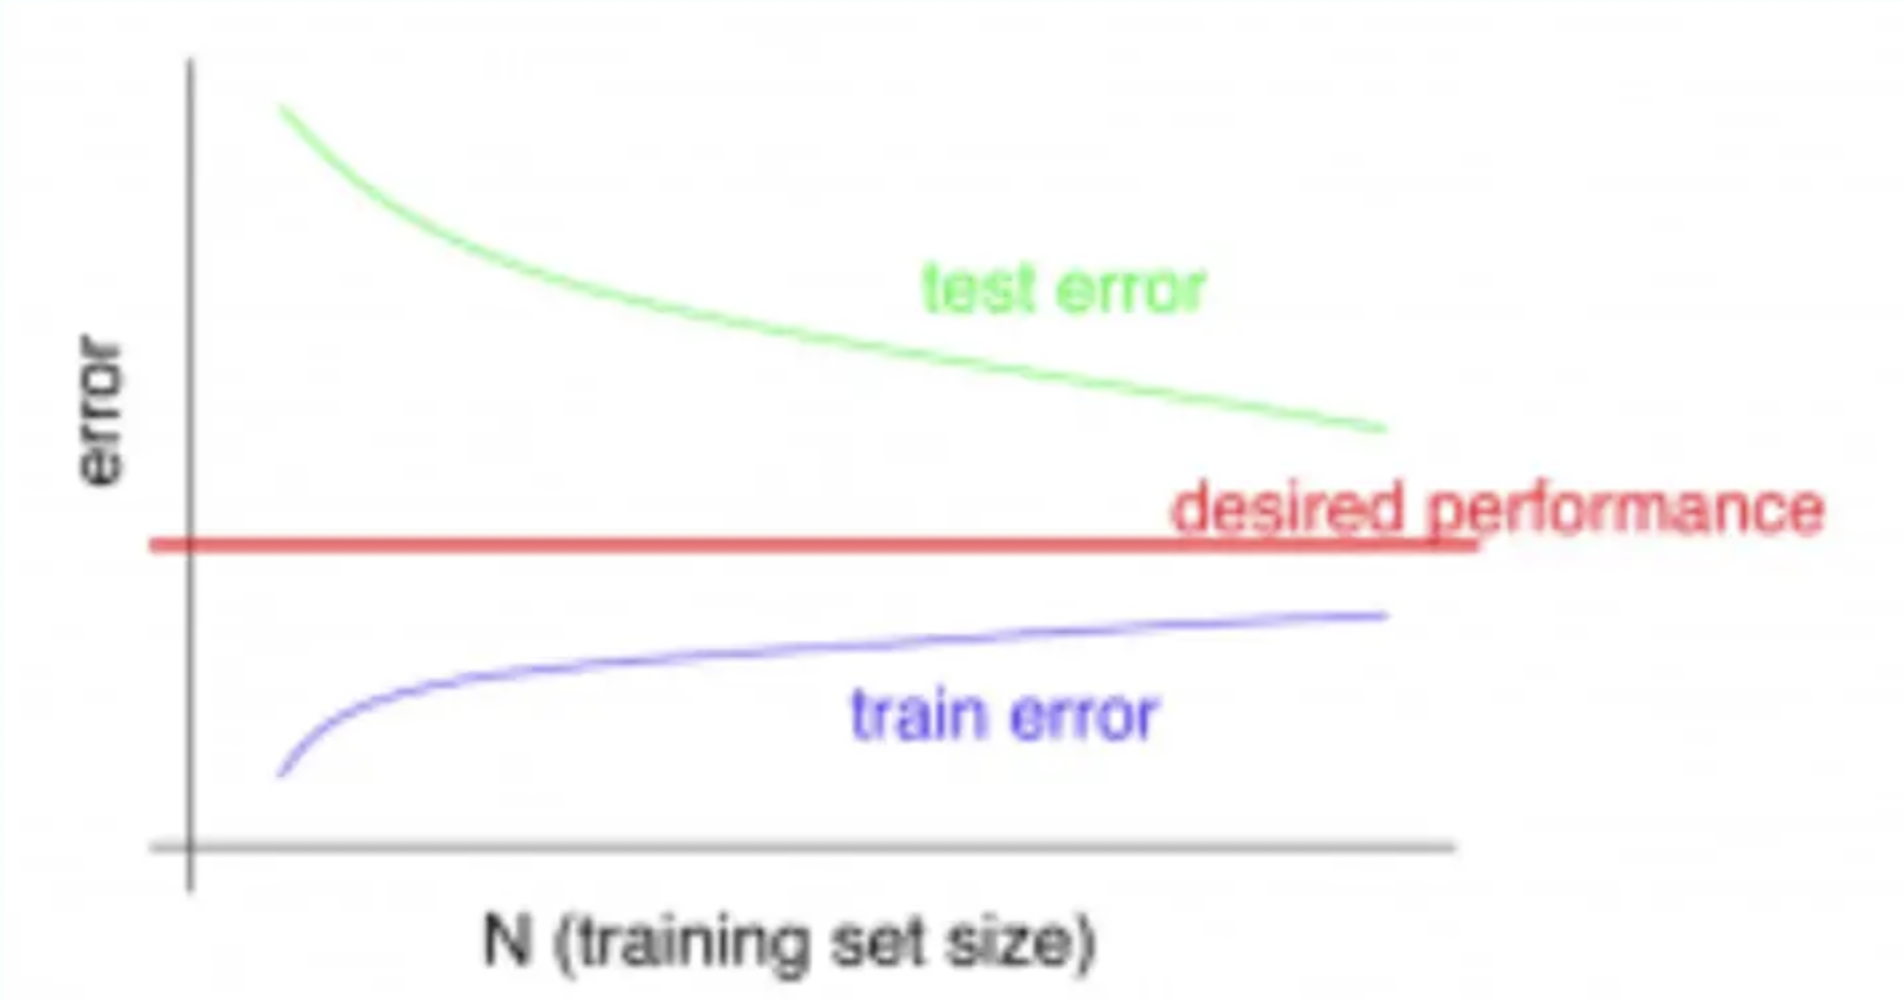 test error
error
desired performance
train error
N (training set size)